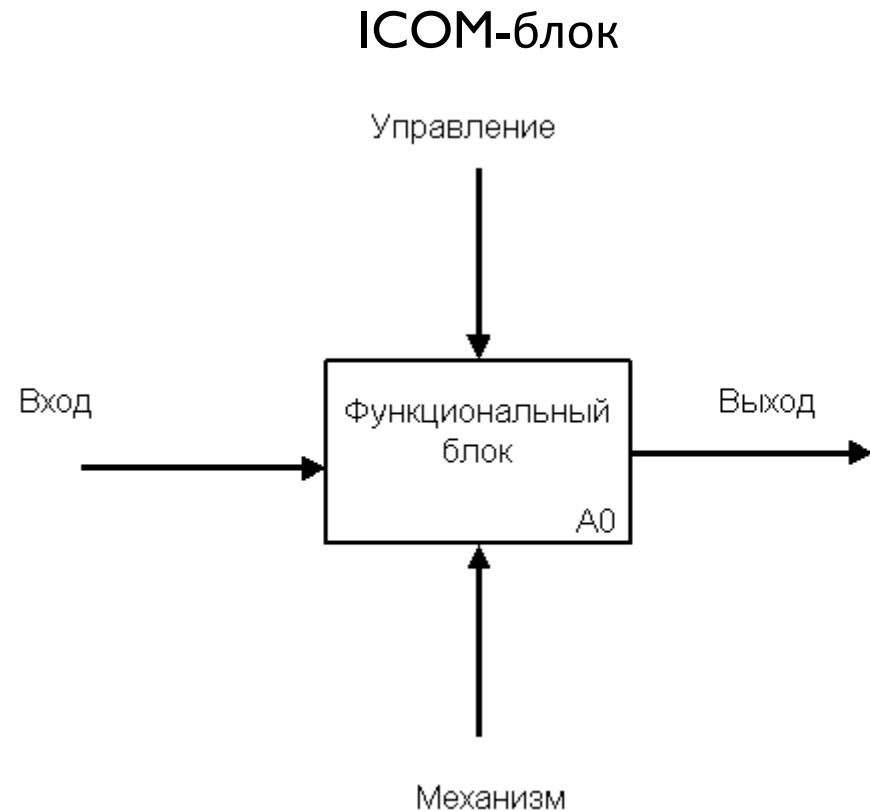 ICOM-блок
Управление
Вход
Функциональный
блок
Выход
A0
Механизм